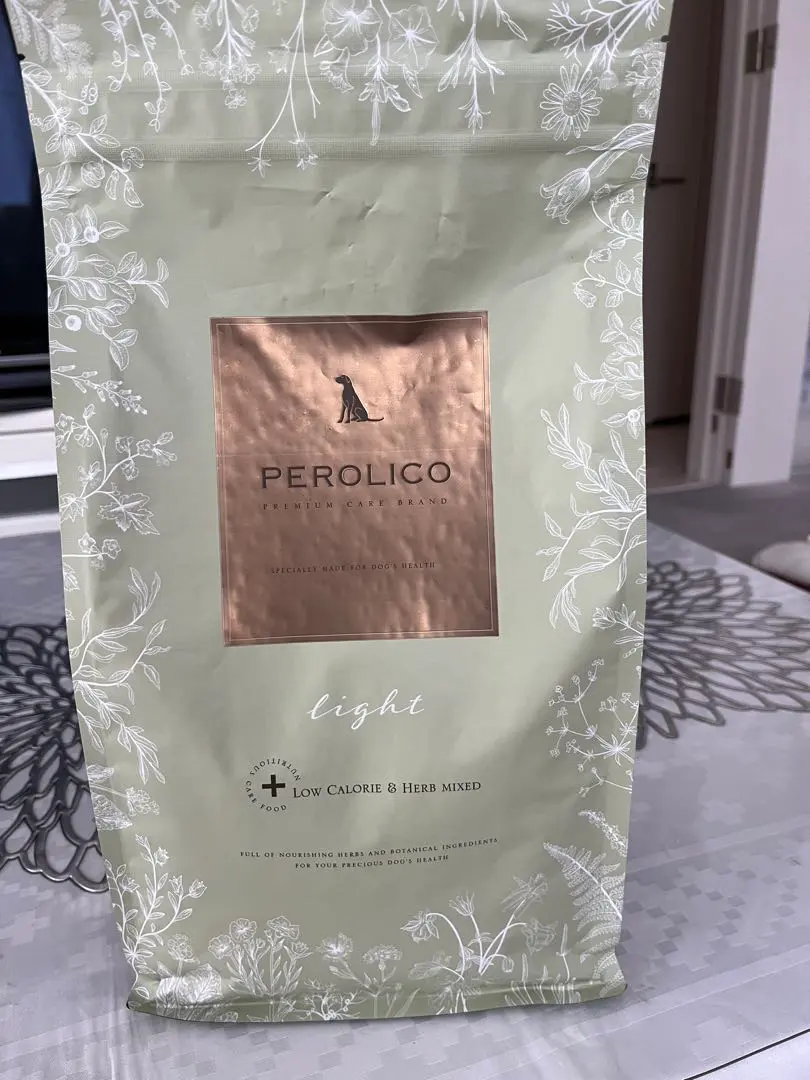 PEROLICO
PREMIUM CARE BRAND
SPECIALLY MADE FOR DOG'S HEALTH
light
NUTRITIOUS CARE FOOD
LOW CALORIE & HERB MIXED
FULL OF NOURISHING HERBS AND BOTANICAL INGREDIENTS
FOR YOUR PRECIOUS DOG'S HEALTH